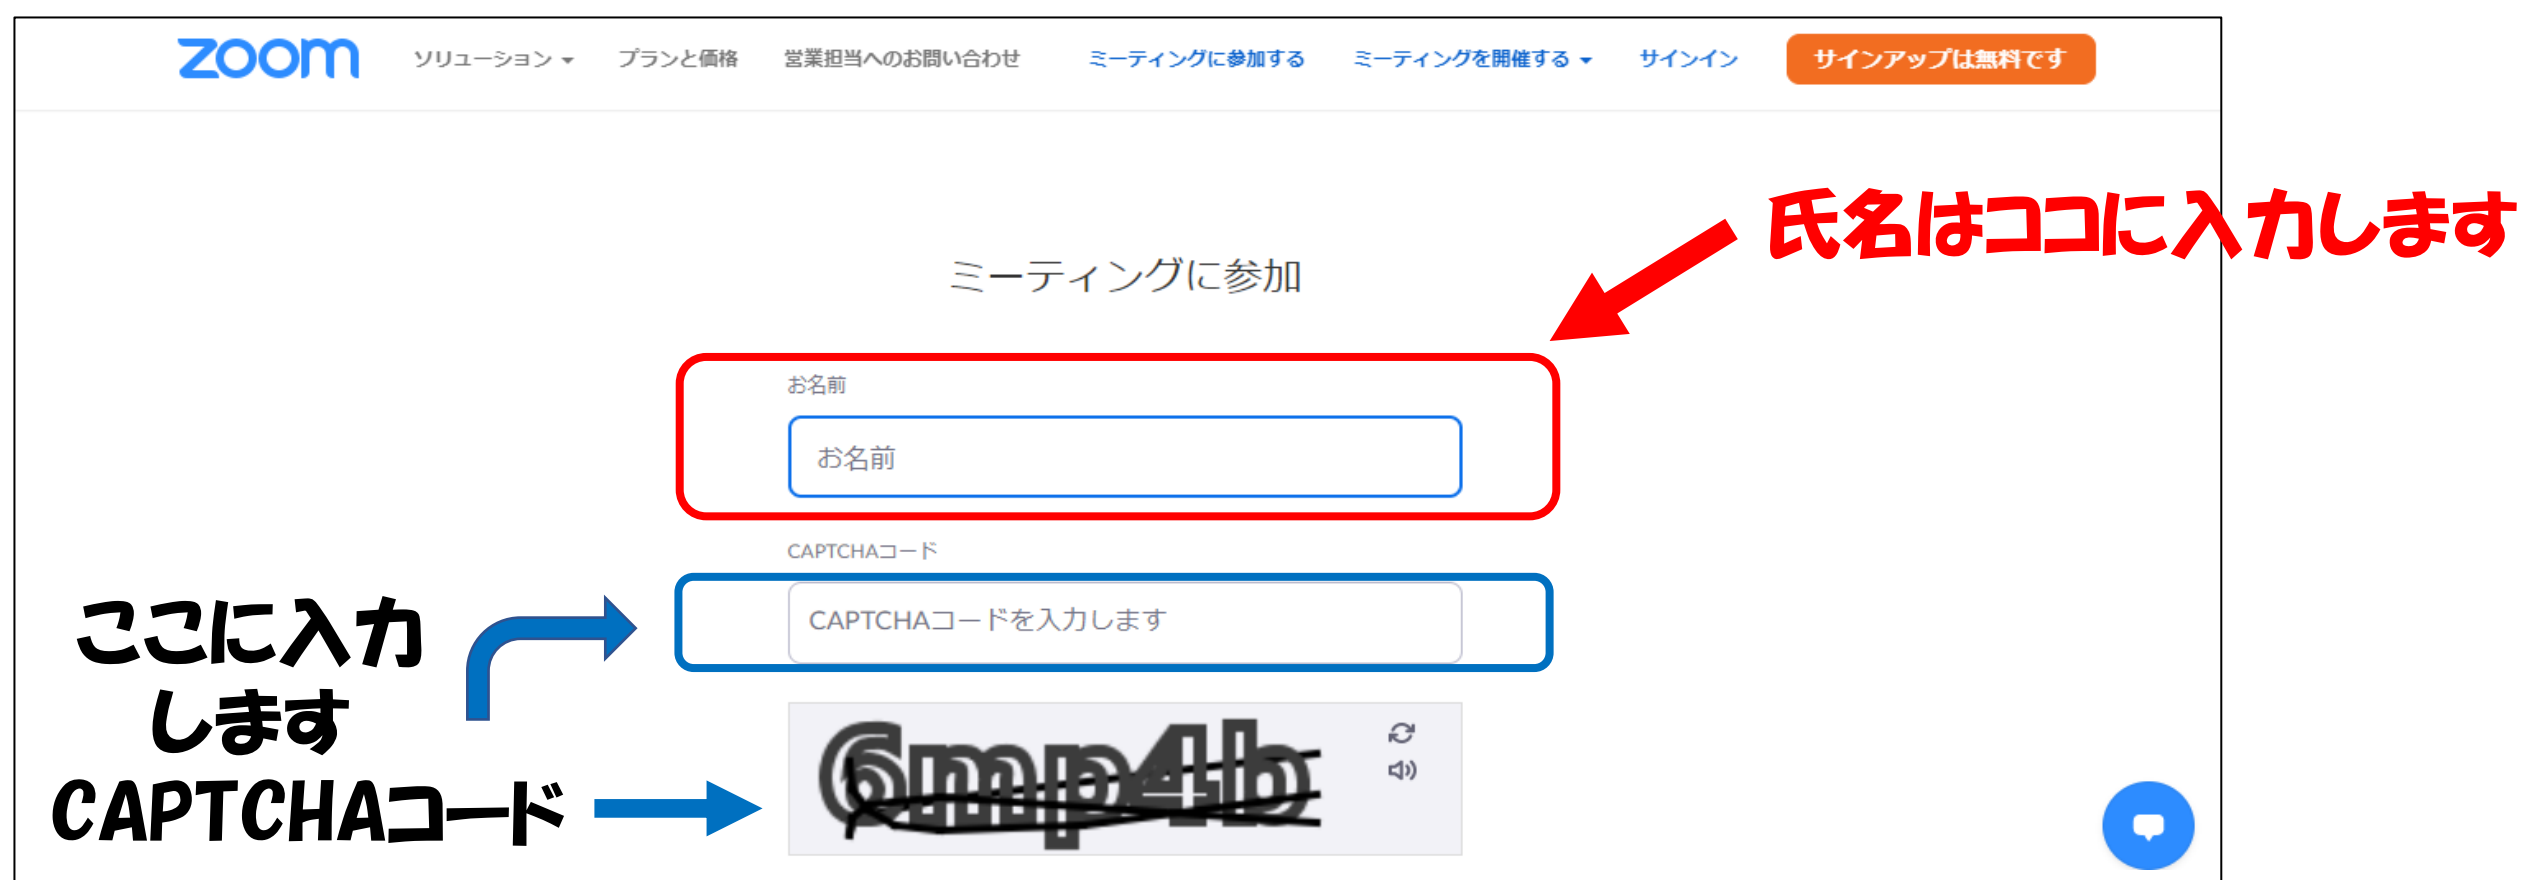 zoom
ソリューション プランと価格 営業担当へのお問い合わせ ミーティングに参加する ミーティングを開催する サインイン サインアップは無料です
氏名はココに入力します
ミーティングに参加
お名前
お名前
CAPTCHAコード
CAPTCHAコードを入力します
ここに入力
します
CAPTCHAコード
6mp4b